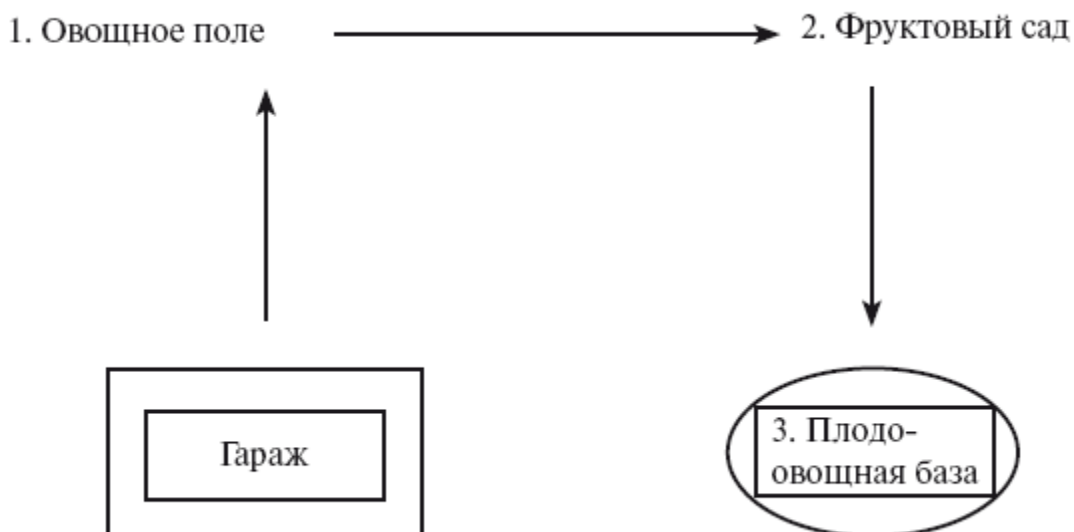 1. Овощное поле
2. Фруктовый сад
Гараж
3. Плодо-
овощная база